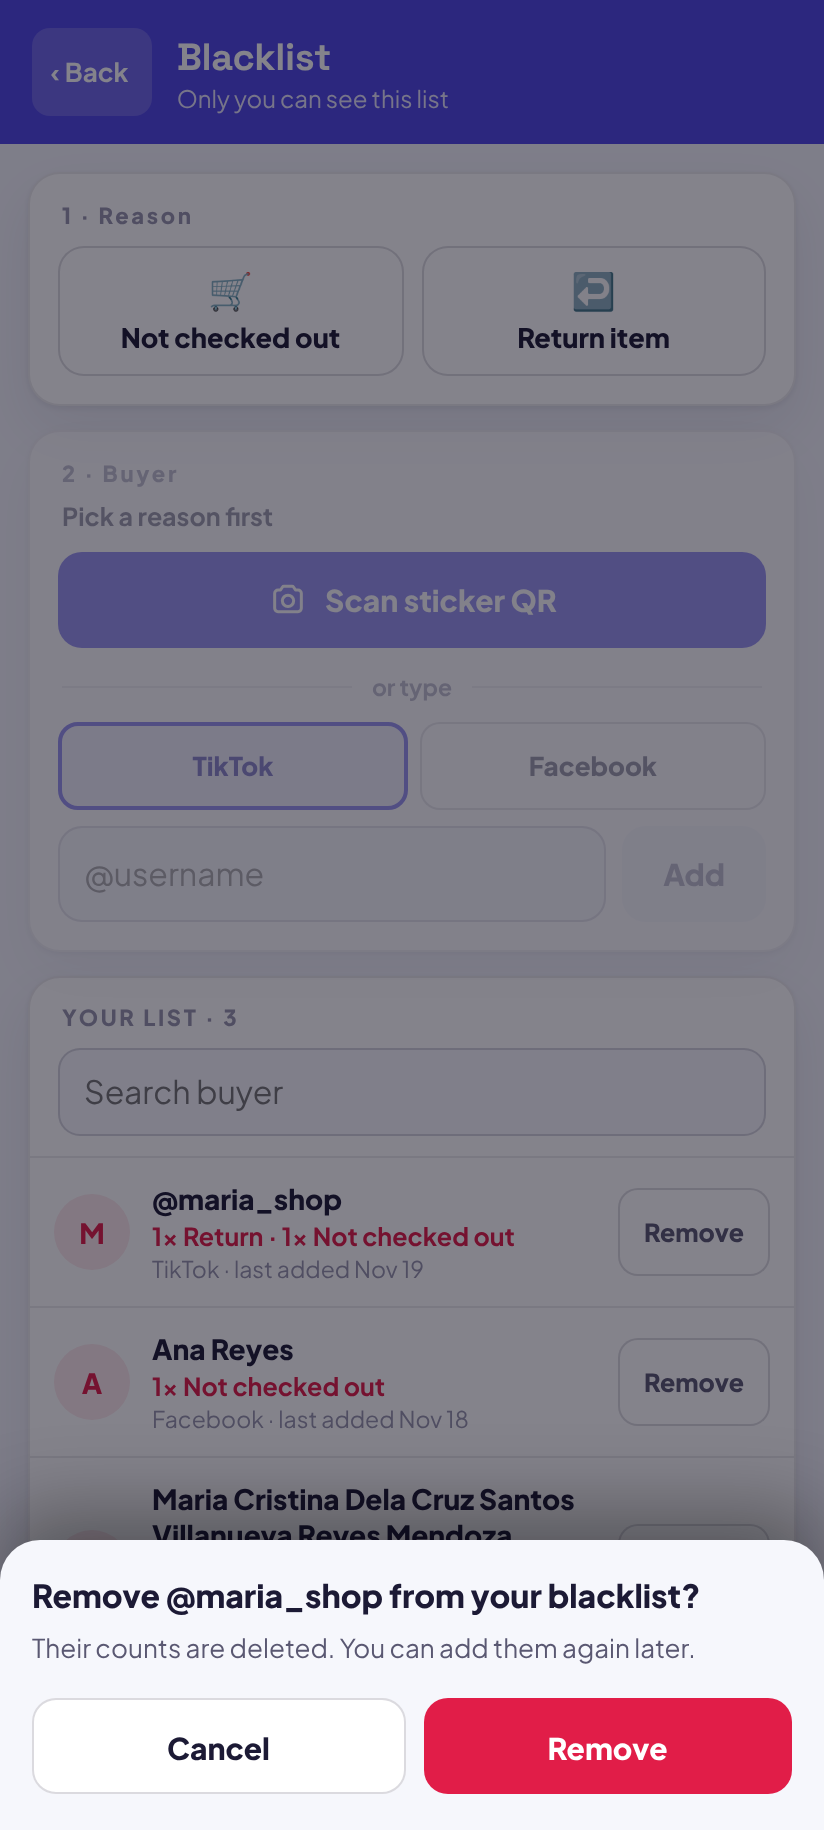 ‹ Back
Blacklist
Only you can see this list
1 · Reason
Not checked out
Return item
2 · Buyer
Pick a reason first
Scan sticker QR
or type
TikTok
Facebook
@username
Add
YOUR LIST · 3
Search buyer
M
@maria_shop
1× Return · 1× Not checked out
TikTok · last added Nov 19
Remove
A
Ana Reyes
1× Not checked out
Facebook · last added Nov 18
Remove
Maria Cristina Dela Cruz Santos
Villanueva Reyes Mendoza
Remove @maria_shop from your blacklist?
Their counts are deleted. You can add them again later.
Cancel
Remove